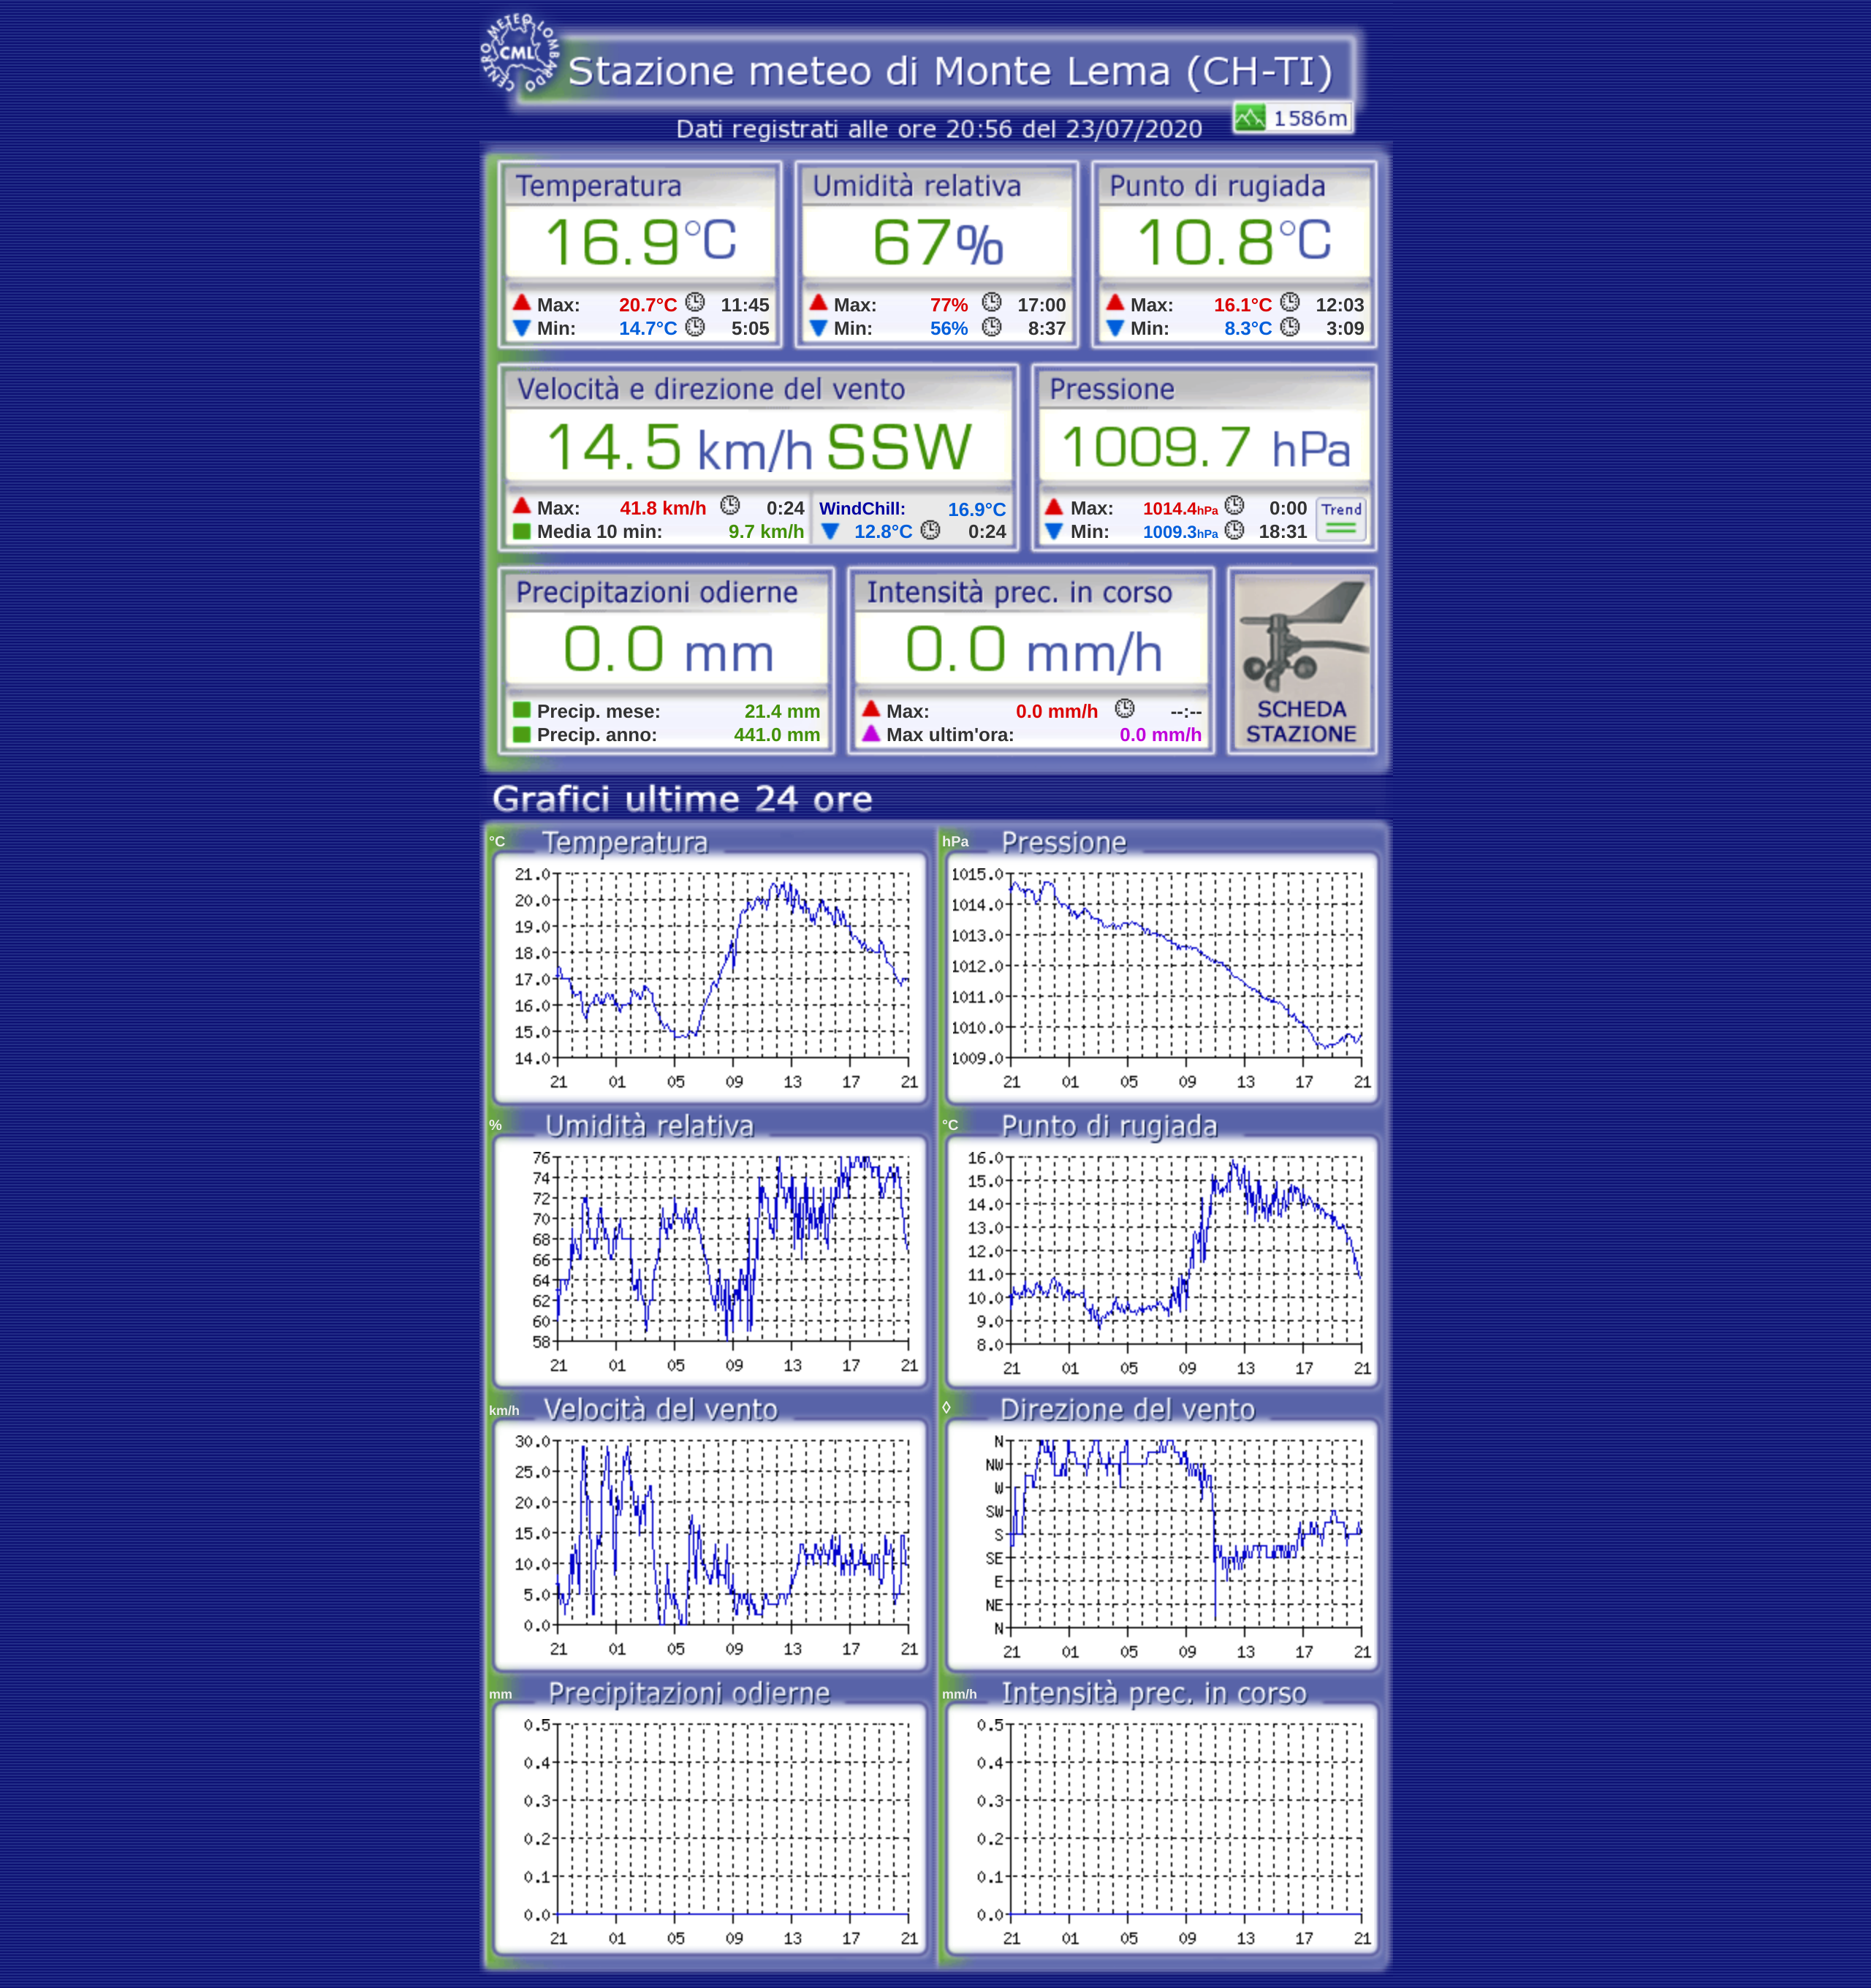 CENTRO METEO LOMBARDO
CML
Stazione meteo di Monte Lema (CH-TI)
1586m
Dati registrati alle ore 20:56 del 23/07/2020
Temperatura Umidità relativa Punto di rugiada
16.9°C 67% 10.8°C
Max: 20.7°C 11:45 Max: 77% 17:00 Max: 16.1°C 12:03
Min: 14.7°C 5:05 Min: 56% 8:37 Min: 8.3°C 3:09
Velocità e direzione del vento Pressione
14.5 km/h SSW 1009.7 hPa
Max: 41.8 km/h 0:24 WindChill: 16.9°C Max: 1014.4hPa 0:00 Trend
Media 10 min: 9.7 km/h 12.8°C 0:24 Min: 1009.3hPa 18:31
Precipitazioni odierne Intensità prec. in corso
0.0 mm 0.0 mm/h
Precip. mese: 21.4 mm Max: 0.0 mm/h --:-- SCHEDA
Precip. anno: 441.0 mm Max ultim'ora: 0.0 mm/h STAZIONE
Grafici ultime 24 ore
°C Temperatura hPa Pressione
21.0 1015.0
20.0 1014.0
19.0 1013.0
18.0 1012.0
17.0 1011.0
16.0 1010.0
15.0 1009.0
14.0
21 01 05 09 13 17 21 21 01 05 09 13 17 21
% Umidità relativa °C Punto di rugiada
76 16.0
74 15.0
72 14.0
70 13.0
68 12.0
66 11.0
64 10.0
62 9.0
60 8.0
58
21 01 05 09 13 17 21 21 01 05 09 13 17 21
km/h Velocità del vento ◊ Direzione del vento
30.0 N
25.0 NW
20.0 W
15.0 SW
10.0 S
5.0 SE
0.0 E
NE
N
21 01 05 09 13 17 21 21 01 05 09 13 17 21
mm Precipitazioni odierne mm/h Intensità prec. in corso
0.5 0.5
0.4 0.4
0.3 0.3
0.2 0.2
0.1 0.1
0.0 0.0
21 01 05 09 13 17 21 21 01 05 09 13 17 21